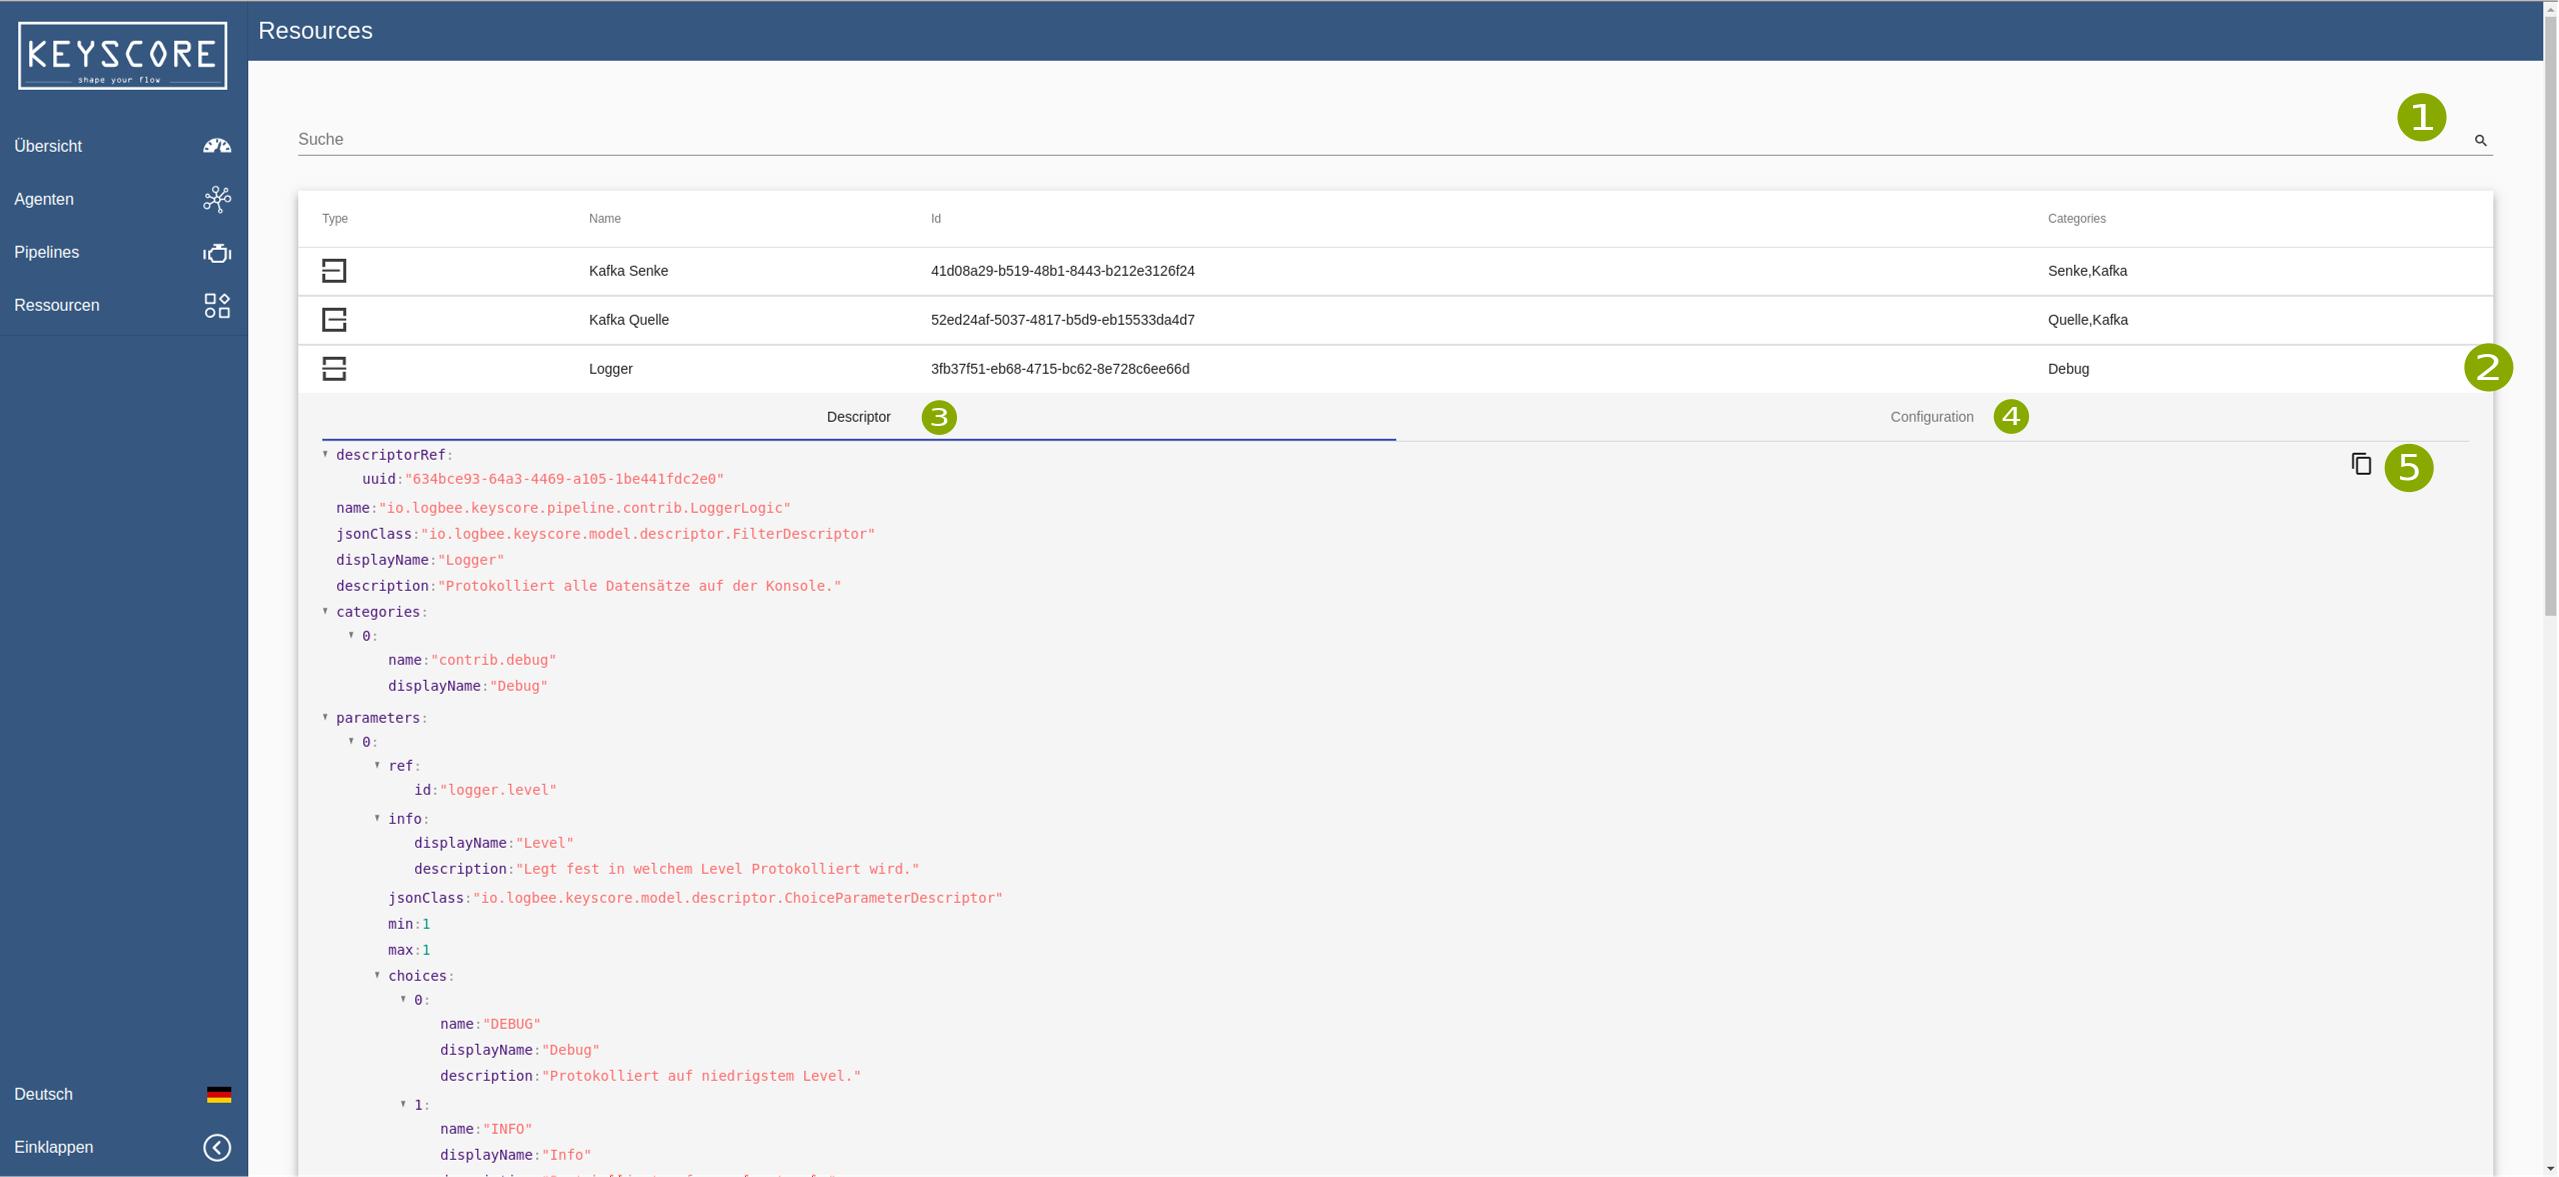 KEYSCORE
shape your flow
Resources
Übersicht
Agenten
Pipelines
Ressourcen
Deutsch
Einklappen
Suche
1
Type Name Id Categories
Kafka Senke 41d08a29-b519-48b1-8443-b212e3126f24 Senke,Kafka
Kafka Quelle 52ed24af-5037-4817-b5d9-eb15533da4d7 Quelle,Kafka
Logger 3fb37f51-eb68-4715-bc62-8e728c6ee66d Debug 2
Descriptor 3 Configuration 4
5
descriptorRef:
uuid:"634bce93-64a3-4469-a105-1be441fdc2e0"
name:"io.logbee.keyscore.pipeline.contrib.LoggerLogic"
jsonClass:"io.logbee.keyscore.model.descriptor.FilterDescriptor"
displayName:"Logger"
description:"Protokolliert alle Datensätze auf der Konsole."
categories:
0:
name:"contrib.debug"
displayName:"Debug"
parameters:
0:
ref:
id:"logger.level"
info:
displayName:"Level"
description:"Legt fest in welchem Level Protokolliert wird."
jsonClass:"io.logbee.keyscore.model.descriptor.ChoiceParameterDescriptor"
min:1
max:1
choices:
0:
name:"DEBUG"
displayName:"Debug"
description:"Protokolliert auf niedrigstem Level."
1:
name:"INFO"
displayName:"Info"